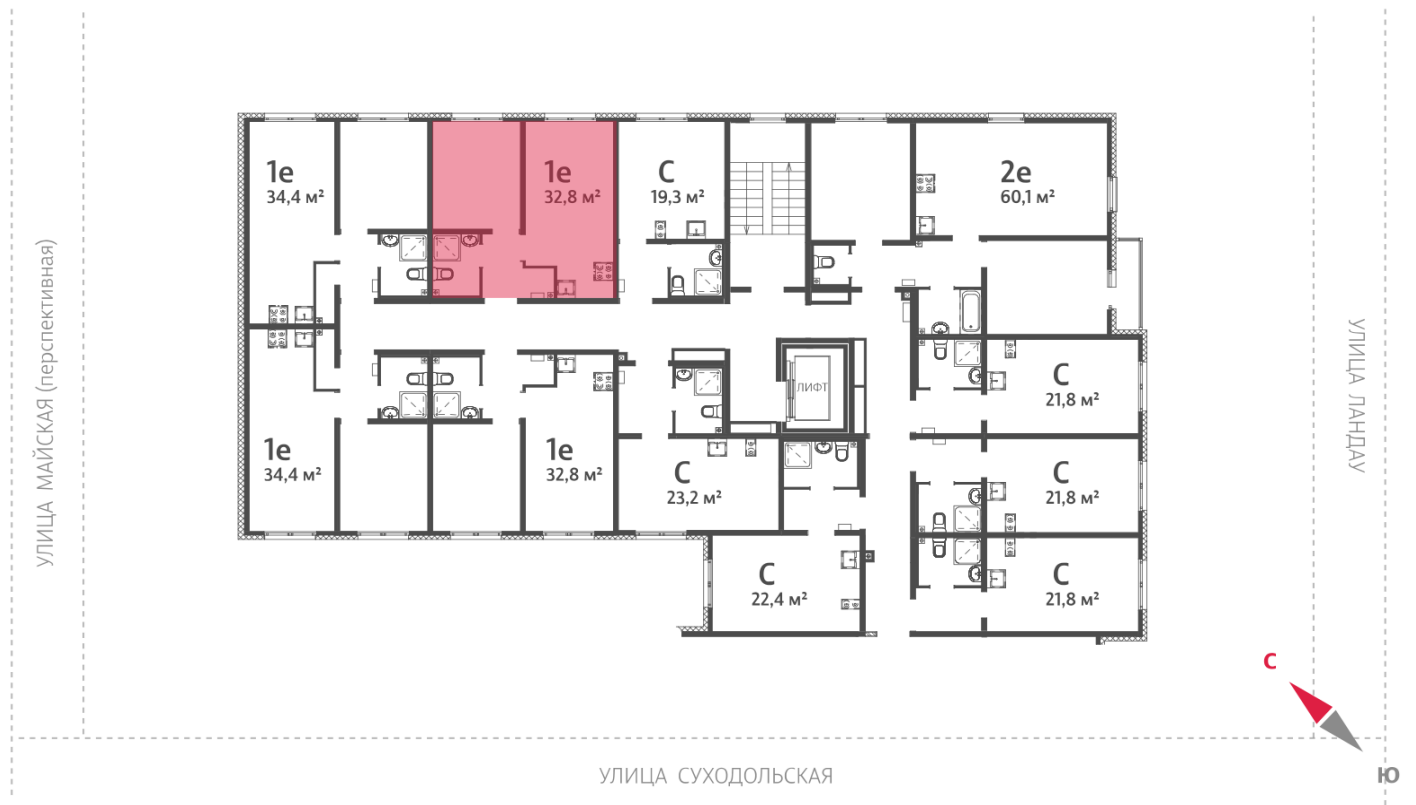 1е
34,4 м²
1е
32,8 м²
С
19,3 м²
2е
60,1 м²
УЛИЦА МАЙСКАЯ (перспективная)
УЛИЦА ЛАНДАУ
ЛИФТ
С
21,8 м²
1е
34,4 м²
1е
32,8 м²
С
23,2 м²
С
21,8 м²
С
22,4 м²
С
21,8 м²
С
Ю
УЛИЦА СУХОДОЛЬСКАЯ